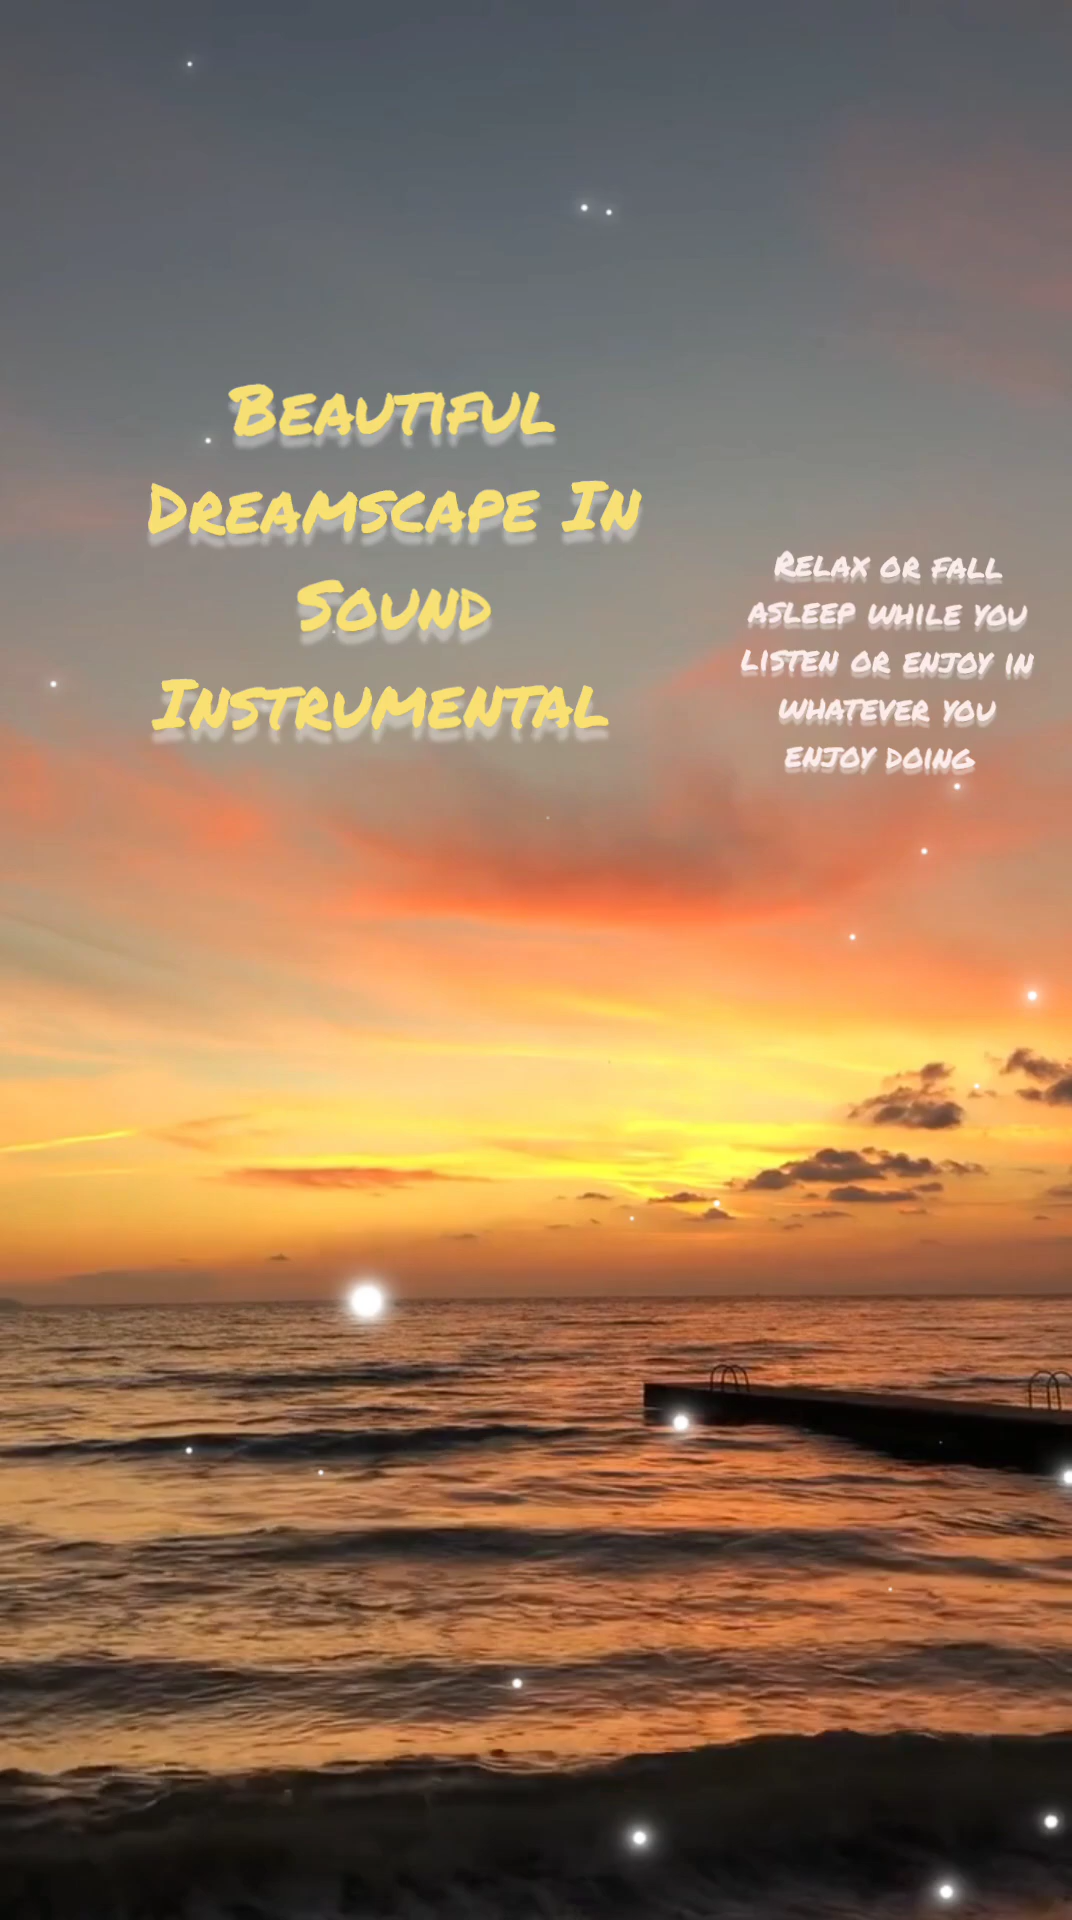 Beautiful
Dreamscape In
Sound
Instrumental
Relax or fall
asleep while you
listen or enjoy in
whatever you
enjoy doing